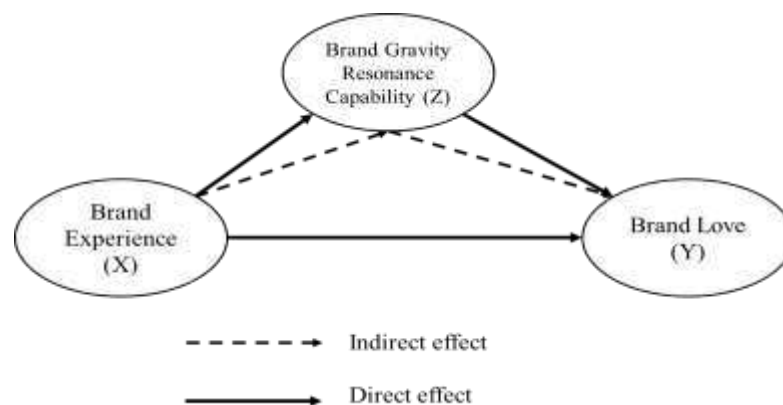 Brand Gravity
Resonance
Capability (Z)
Brand
Experience
(X)
Brand Love
(Y)
Indirect effect
Direct effect